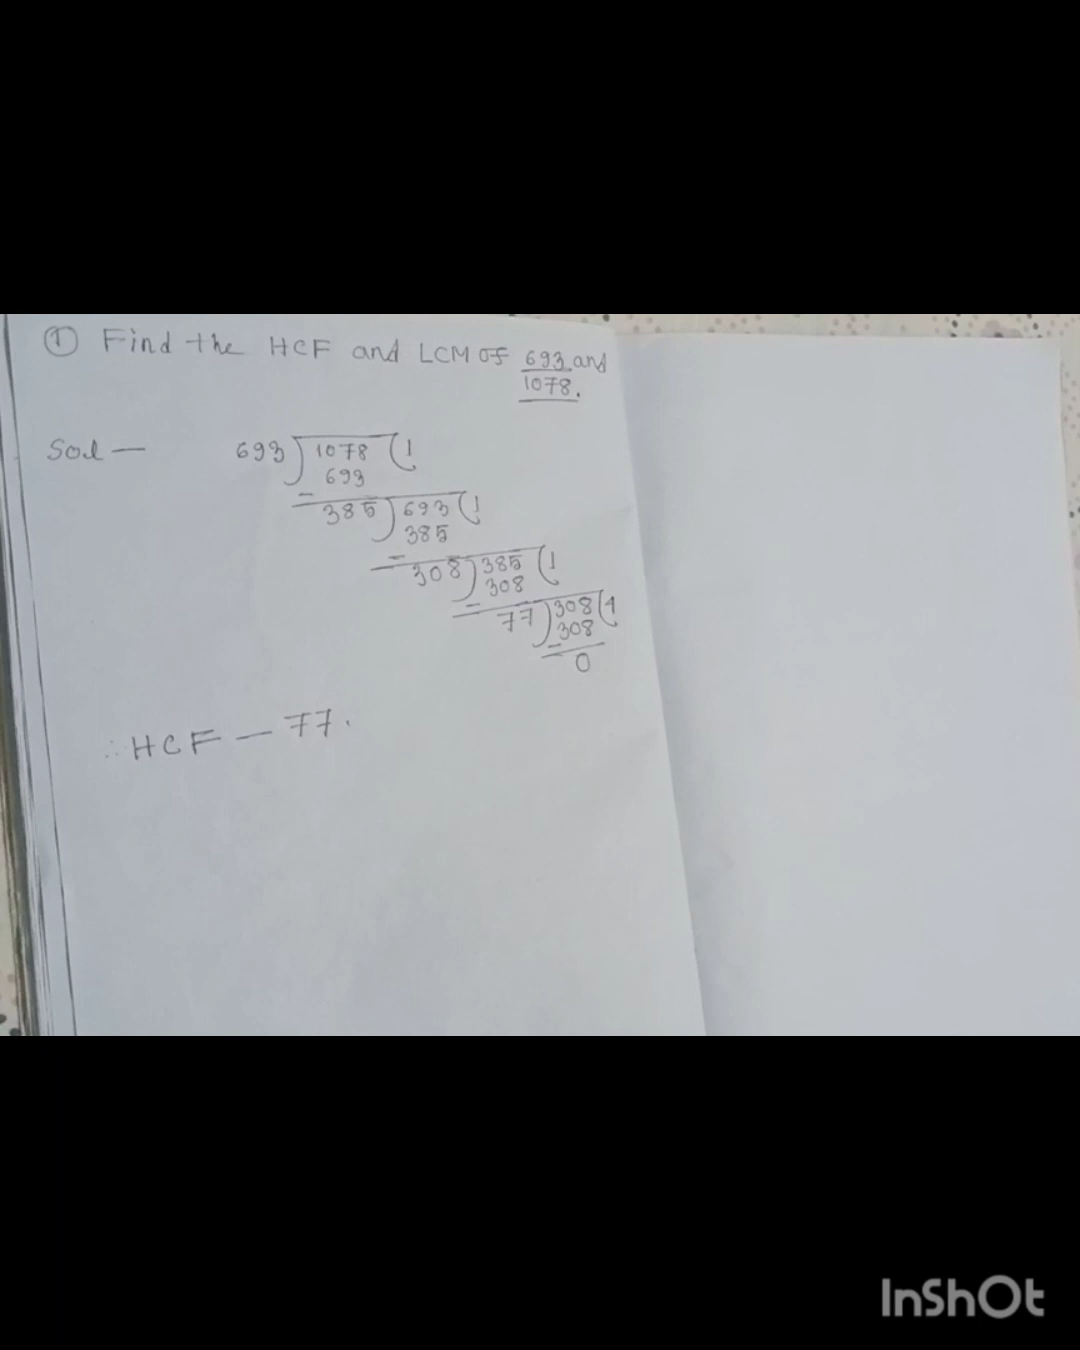 ① Find the HCF and LCM of 693 and
1078.
Sol —
693 ) 1078 ( 1
- 693
385 ) 693 ( 1
- 385
308 ) 385 ( 1
- 308
77 ) 308 ( 4
- 308
0
∴ HCF — 77.
InShOt